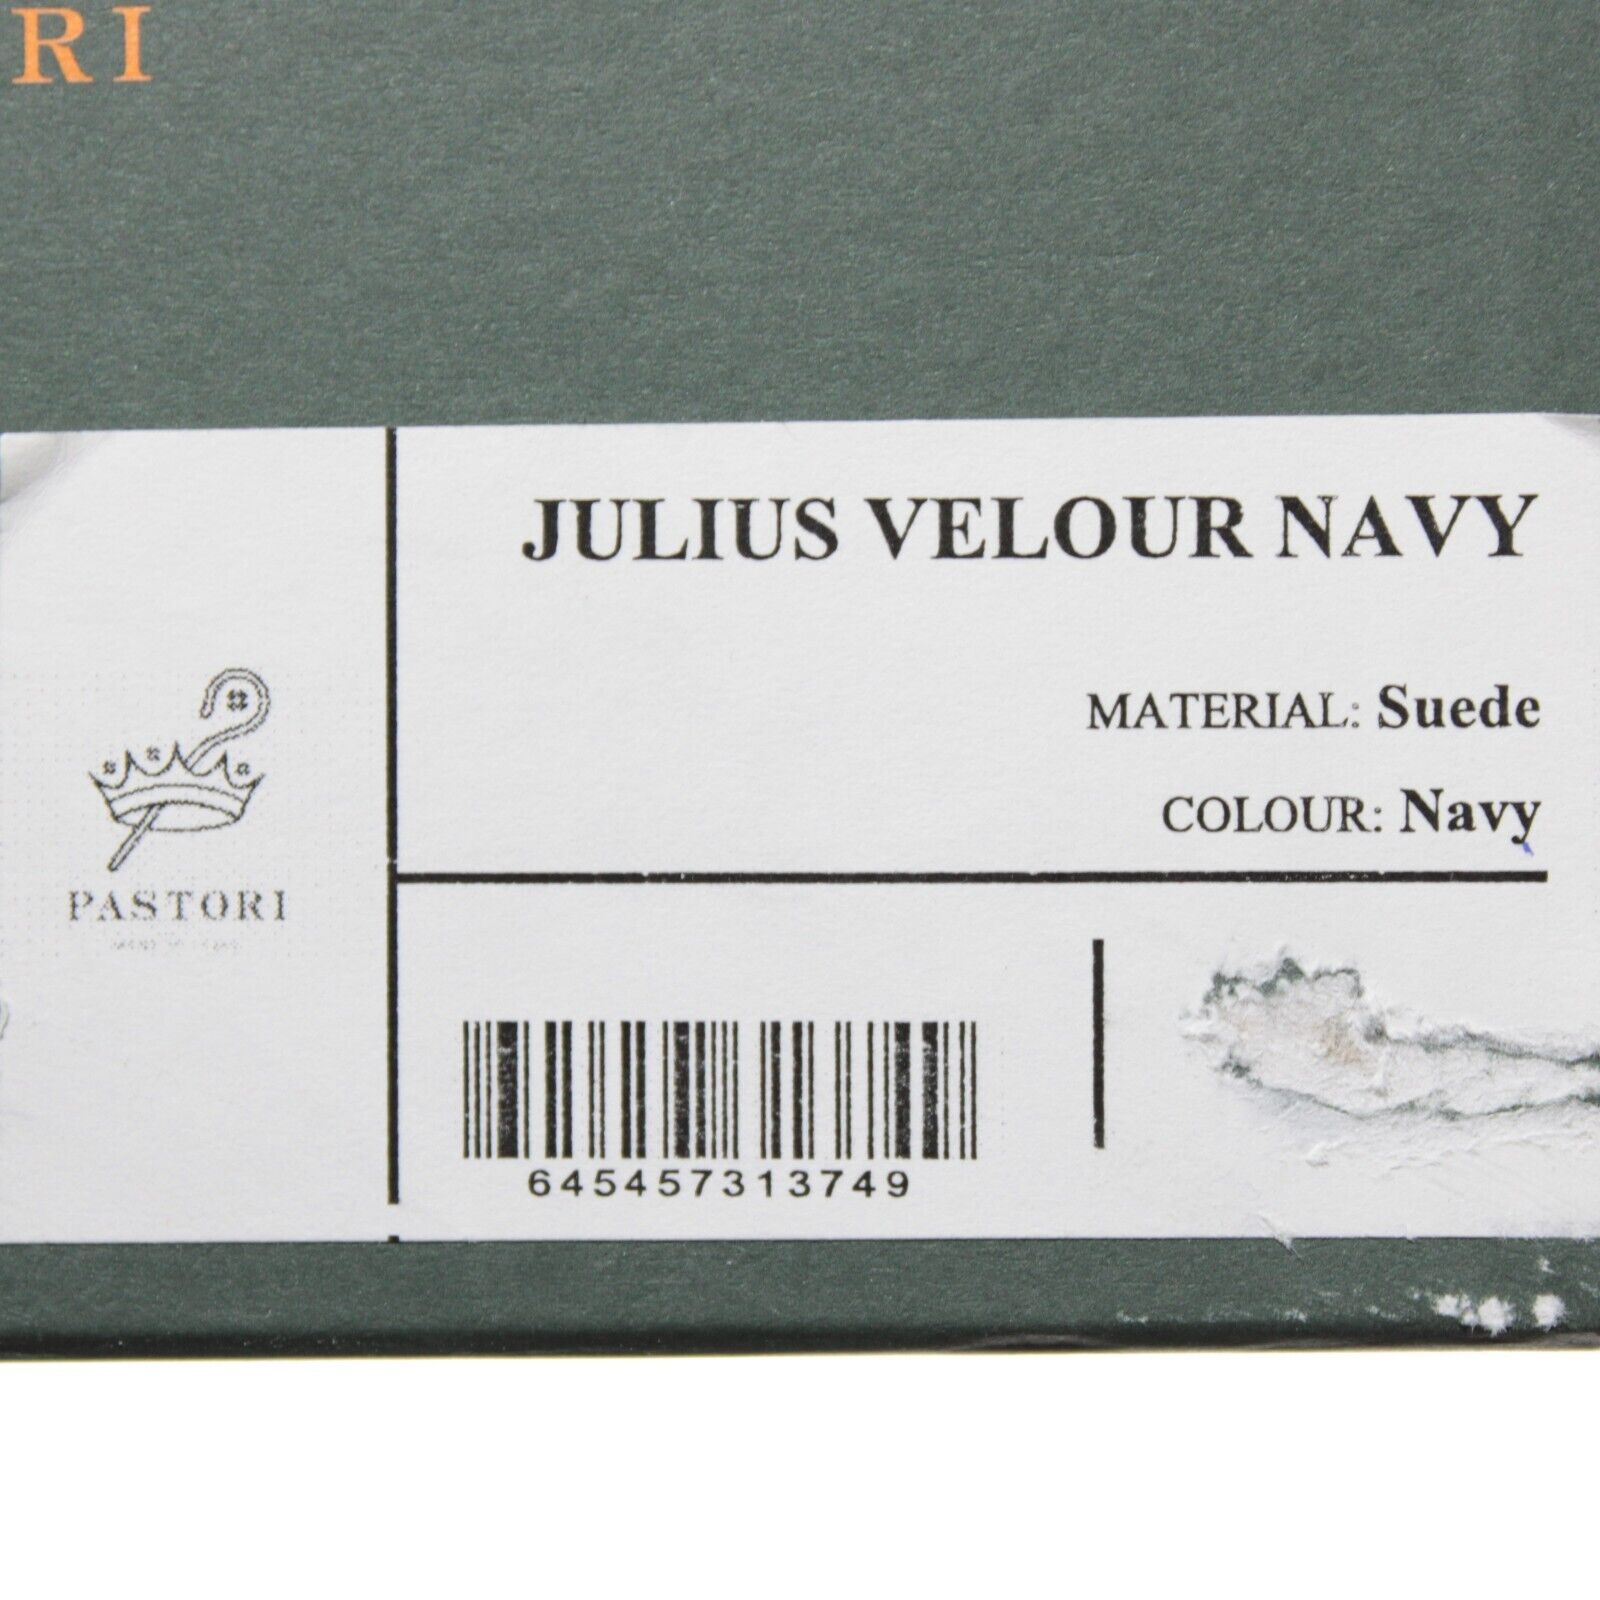 RI
JULIUS VELOUR NAVY
MATERIAL: Suede
COLOUR: Navy
PASTORI
645457313749